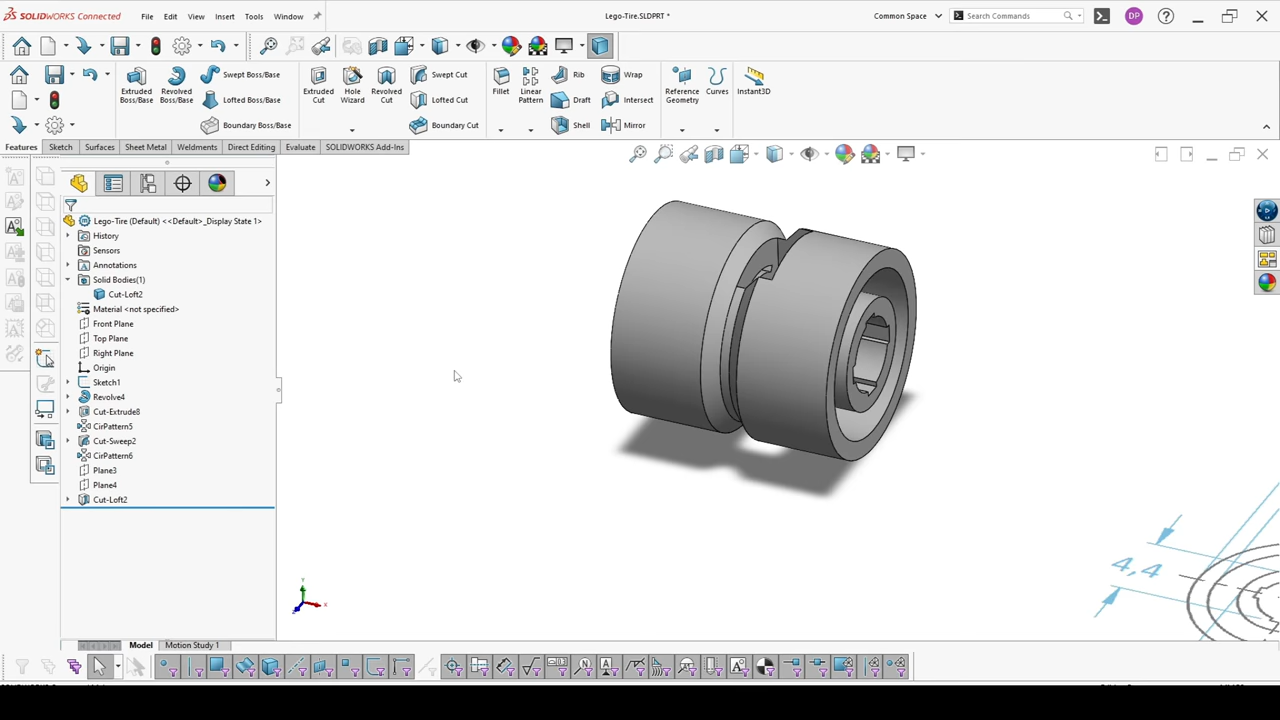 SOLIDWORKS Connected
File Edit View Insert Tools Window
Lego-Tire.SLDPRT *
Common Space
Search Commands
DP
Extruded Boss/Base
Revolved Boss/Base
Swept Boss/Base
Lofted Boss/Base
Boundary Boss/Base
Extruded Cut
Hole Wizard
Revolved Cut
Swept Cut
Lofted Cut
Boundary Cut
Fillet
Linear Pattern
Rib
Draft
Shell
Wrap
Intersect
Mirror
Reference Geometry
Curves
Instant3D
Features Sketch Surfaces Sheet Metal Weldments Direct Editing Evaluate SOLIDWORKS Add-Ins
Lego-Tire (Default) <<Default>_Display State 1>
History
Sensors
Annotations
Solid Bodies(1)
Cut-Loft2
Material <not specified>
Front Plane
Top Plane
Right Plane
Origin
Sketch1
Revolve4
Cut-Extrude8
CirPattern5
Cut-Sweep2
CirPattern6
Plane3
Plane4
Cut-Loft2
4,4
Y
X
Z
Model Motion Study 1